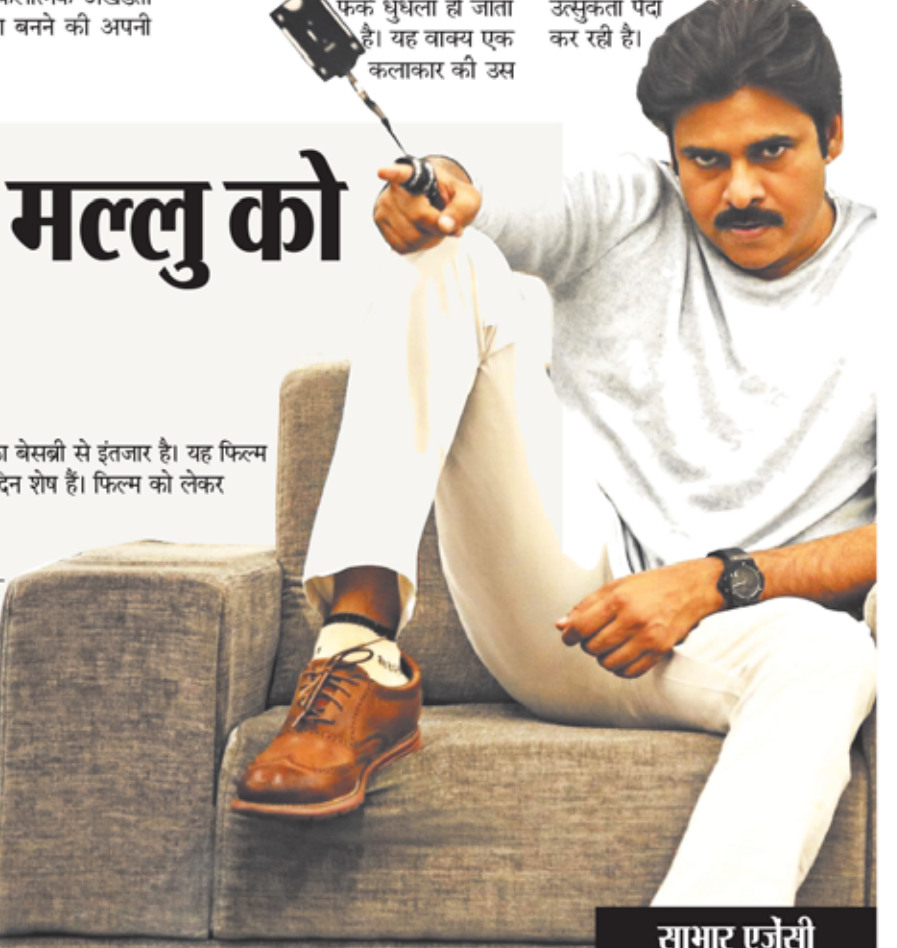 बनने की अपनी
फर्क धुंधला हो जाता
है। यह वाक्य एक
कलाकार की उस
उत्सुकता पैदा
कर रही है।
मल्लु को
बेसब्री से इंतजार है। यह फिल्म
शेष हैं। फिल्म को लेकर
साभार एजेंसी